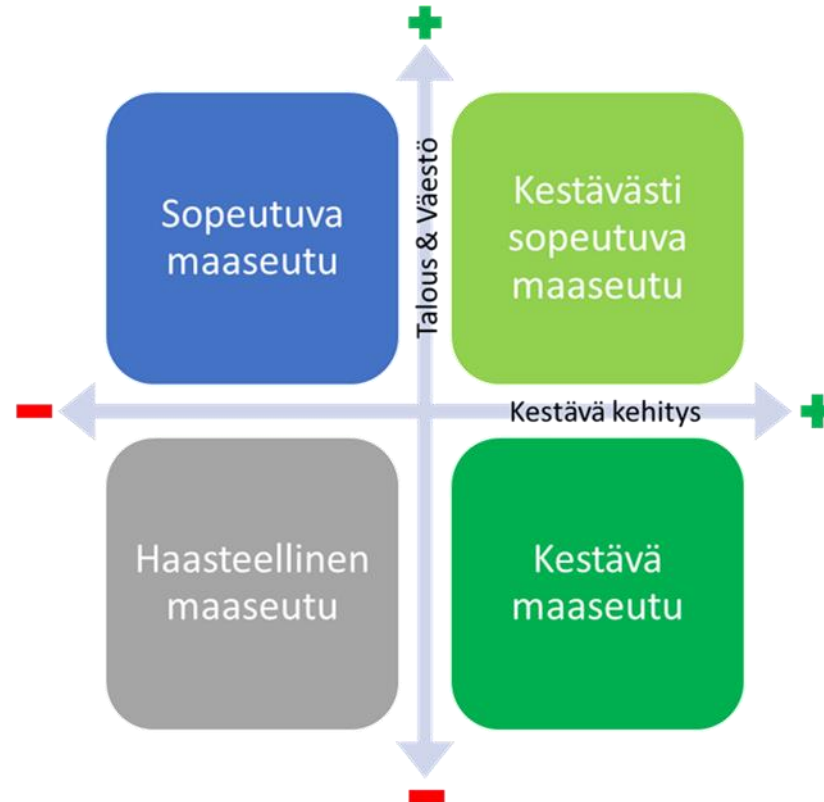 Talous & Väestö
Sopeutuva
maaseutu
Kestävästi
sopeutuva
maaseutu
Kestävä kehitys
Haasteellinen
maaseutu
Kestävä
maaseutu